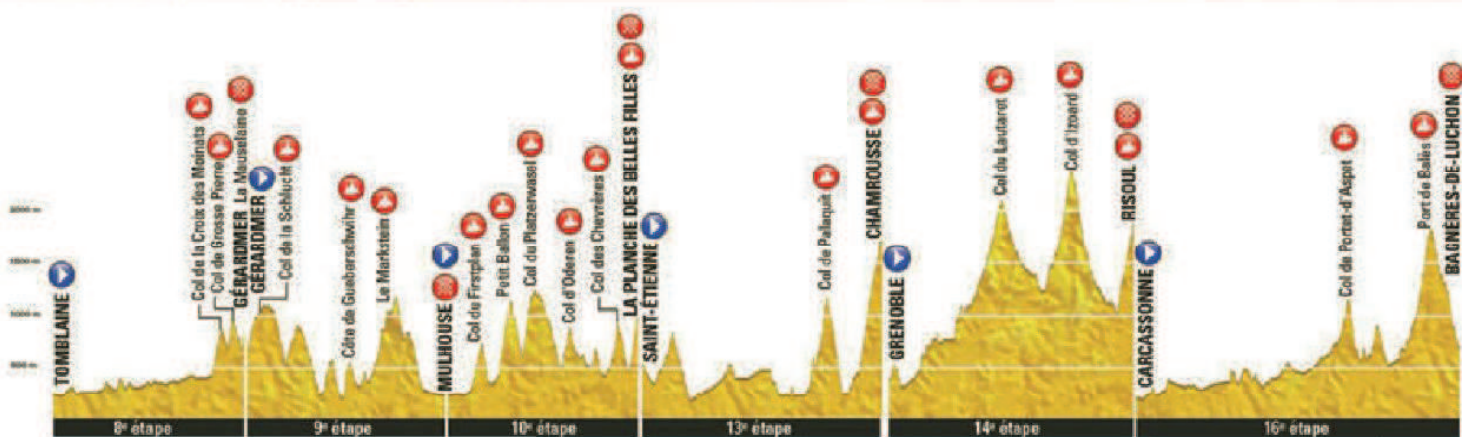 2000 m
1500 m
1000 m
500 m
TOMBLAINE
Col de la Croix des Moinats
Col de Grosse Pierre
GÉRARDMER La Mauselaine
GÉRARDMER
Col de la Schlucht
Côte de Gueberschwihr
Le Markstein
MULHOUSE
Col du Firstplan
Petit Ballon
Col du Platzerwasel
Col d'Oderen
Col des Chevrères
LA PLANCHE DES BELLES FILLES
SAINT-ÉTIENNE
Col de Palaquit
CHAMROUSSE
GRENOBLE
Col du Lautaret
Col d'Izoard
RISOUL
CARCASSONNE
Col de Portet-d'Aspet
Port de Balès
BAGNÈRES-DE-LUCHON
8e étape
9e étape
10e étape
13e étape
14e étape
16e étape